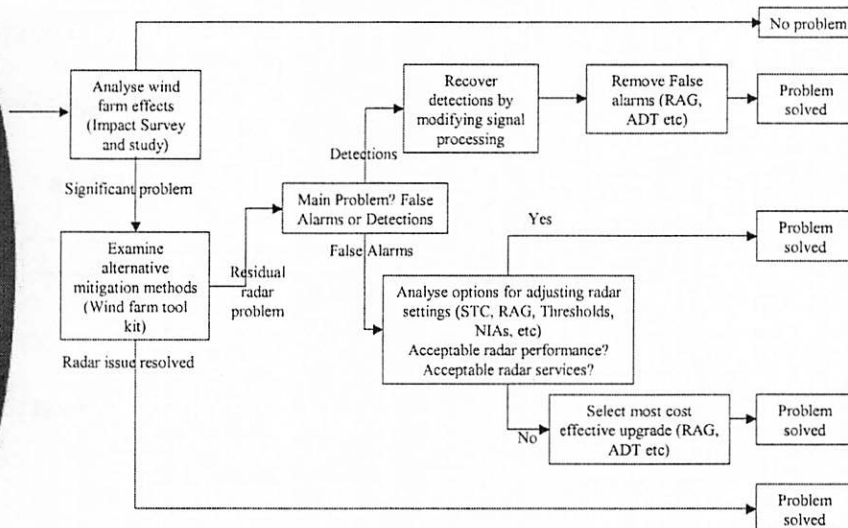 No problem
Analyse wind
farm effects
(Impact Survey
and study)
Recover
detections by
modifying signal
processing
Remove False
alarms (RAG,
ADT etc)
Problem
solved
Detections
Significant problem
Main Problem? False
Alarms or Detections
Examine
alternative
mitigation methods
(Wind farm tool
kit)
Residual
radar
problem
False Alarms
Yes
Problem
solved
Analyse options for adjusting radar
settings (STC, RAG, Thresholds,
NIAs, etc)
Acceptable radar performance?
Acceptable radar services?
Radar issue resolved
No
Select most cost
effective upgrade (RAG,
ADT etc)
Problem
solved
Problem
solved